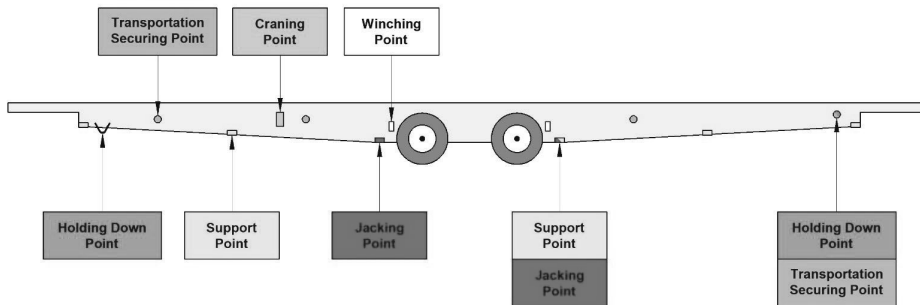 Transportation
Securing Point
Craning
Point
Winching
Point
Holding Down
Point
Support
Point
Jacking
Point
Support
Point
Jacking
Point
Holding Down
Point
Transportation
Securing Point